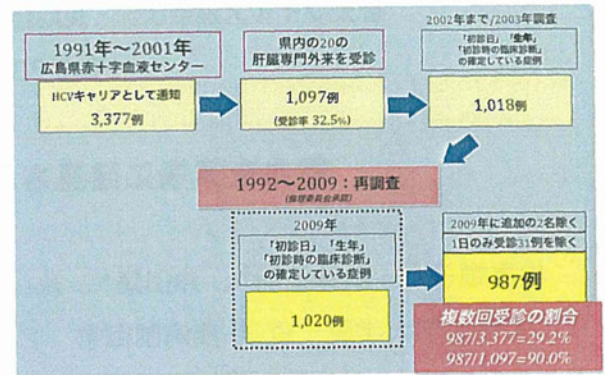 2002年まで/2003年調査
1991年～2001年
広島県赤十字血液センター
HCVキャリアとして通知
3,377例
県内の20の
肝臓専門外来を受診
1,097例
(受診率 32.5%)
「初診日」「生年」
「初診時の臨床診断」
の確定している症例
1,018例
1992～2009：再調査
(倫理委員会承認)
2009年
「初診日」「生年」
「初診時の臨床診断」
の確定している症例
1,020例
2009年に追加の2名除く
1日のみ受診31例を除く
987例
複数回受診の割合
987/3,377=29.2%
987/1,097=90.0%